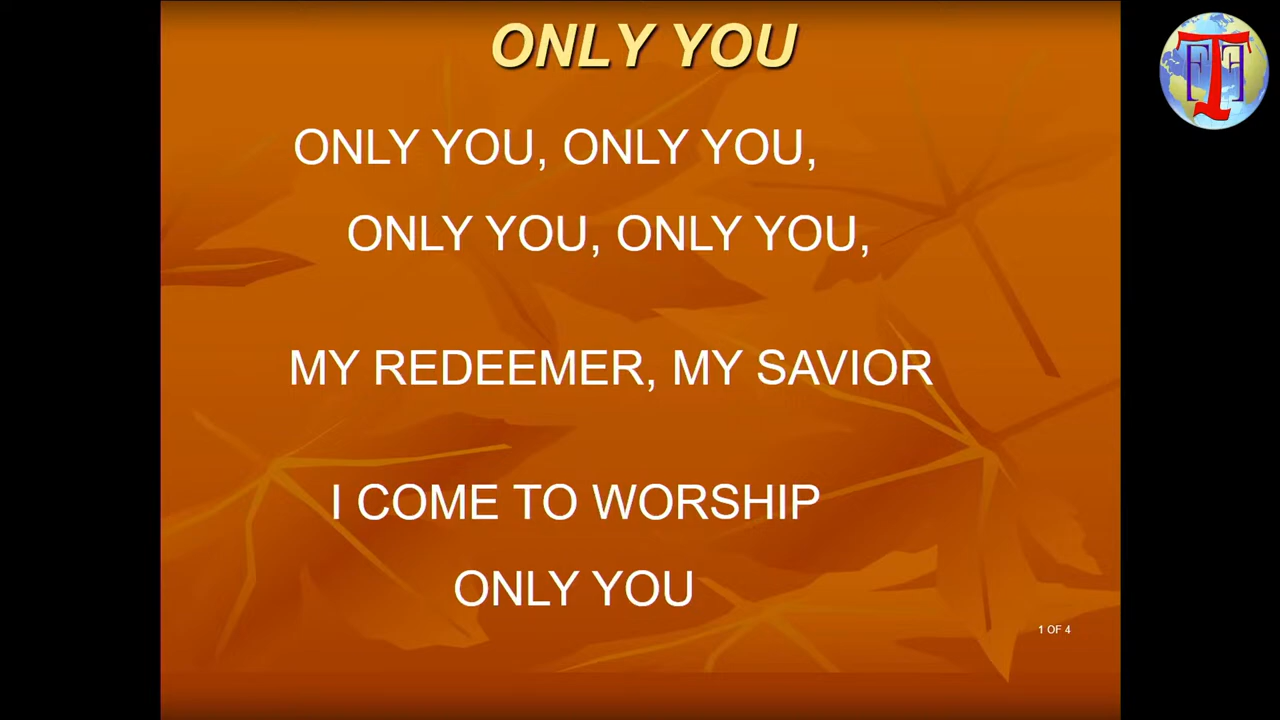 ONLY YOU
ONLY YOU, ONLY YOU,
ONLY YOU, ONLY YOU,
MY REDEEMER, MY SAVIOR
I COME TO WORSHIP
ONLY YOU
1 OF 4